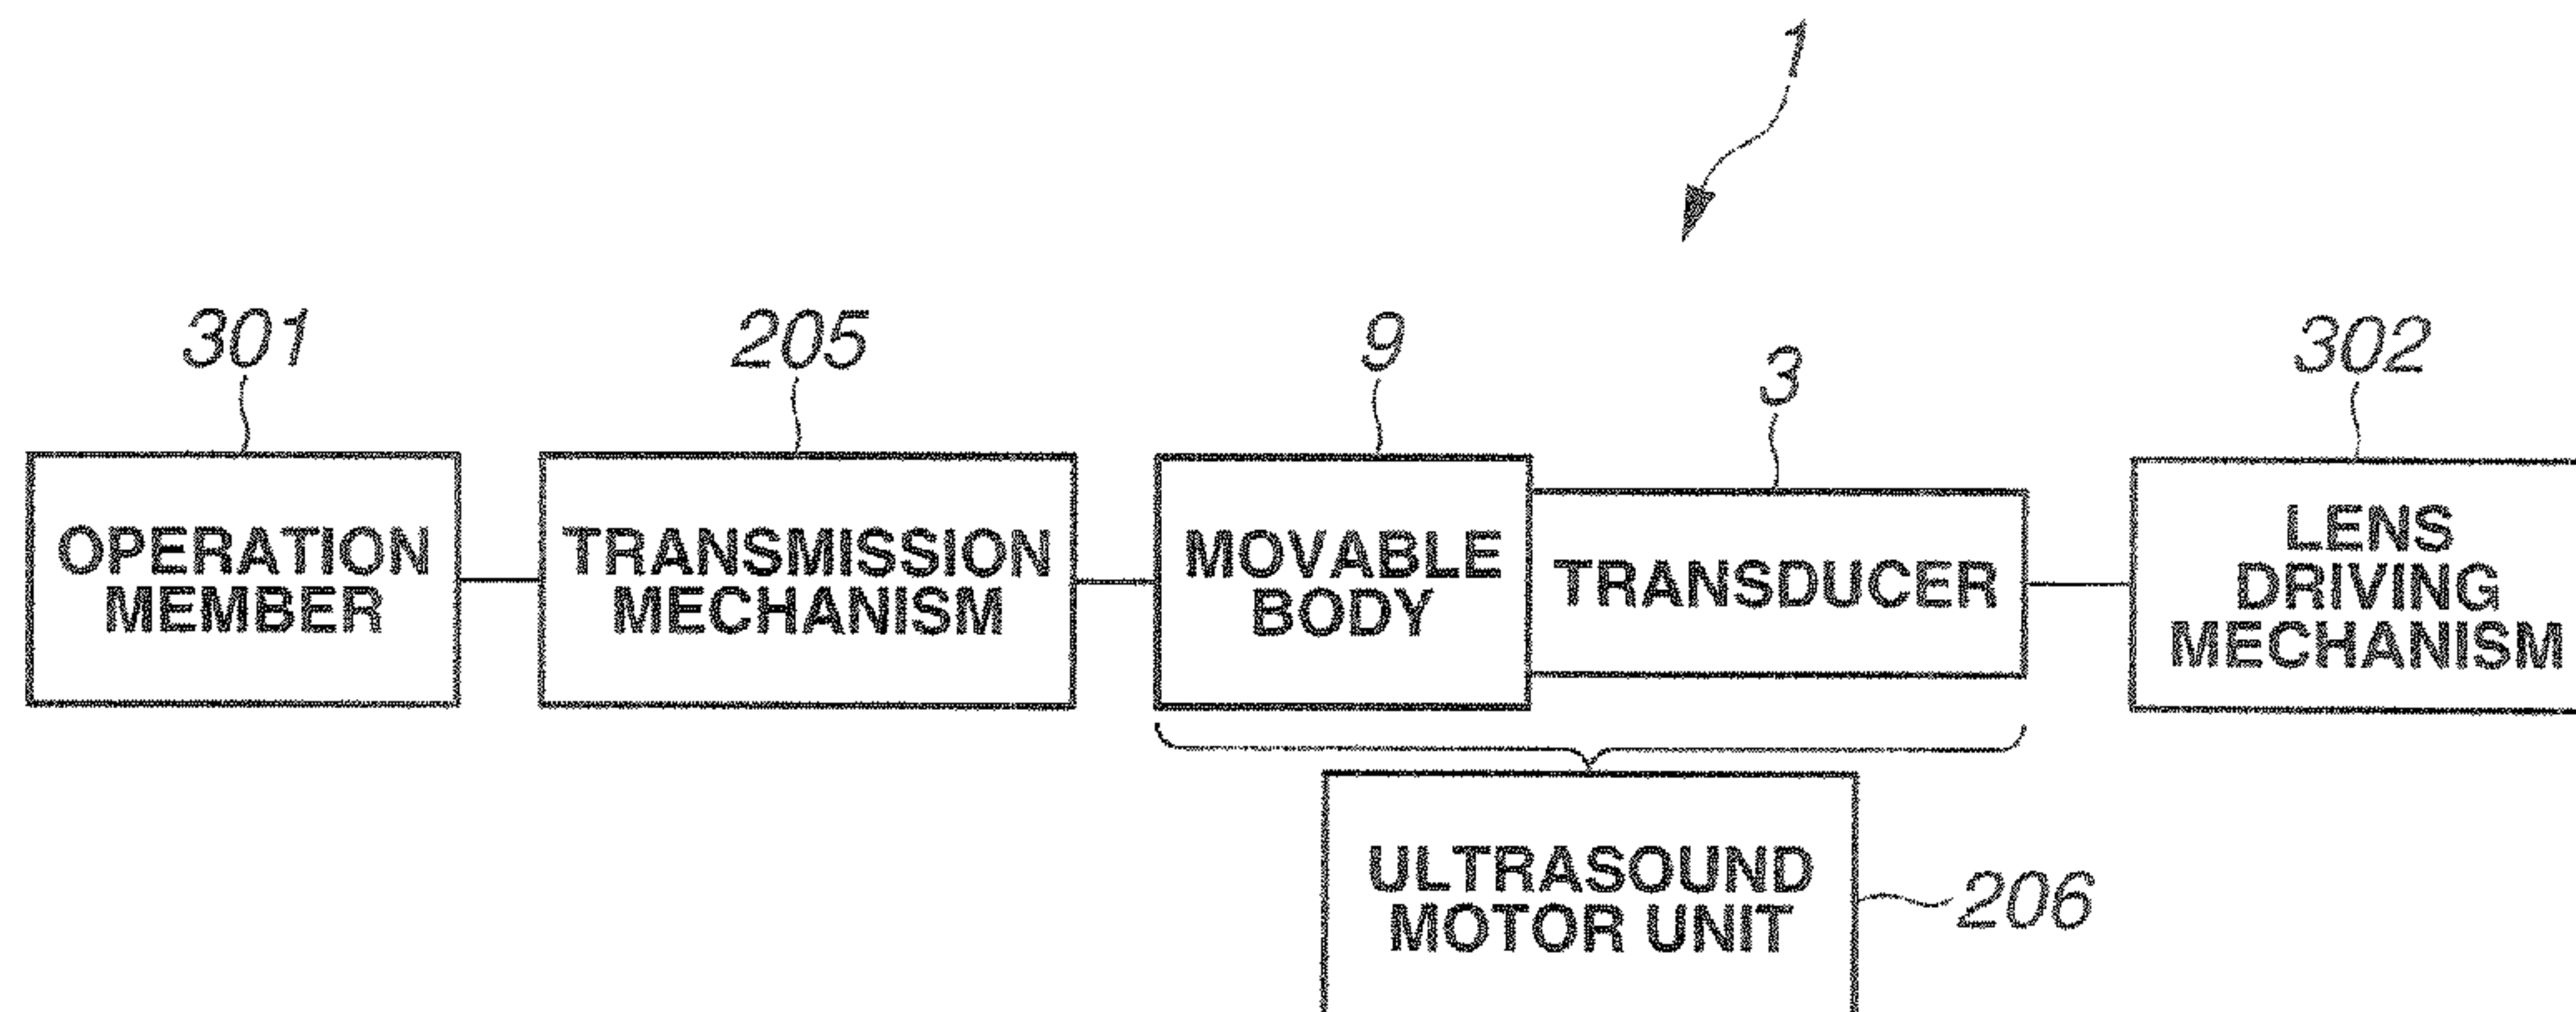 1
301
205
9
3
302
OPERATION
MEMBER
TRANSMISSION
MECHANISM
MOVABLE
BODY
TRANSDUCER
LENS
DRIVING
MECHANISM
ULTRASOUND
MOTOR UNIT
206